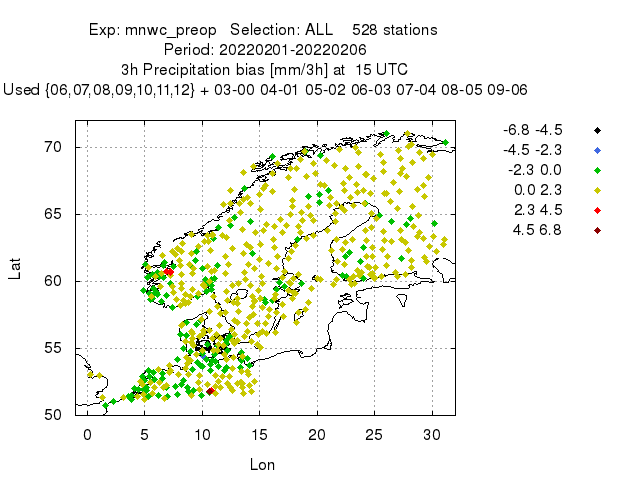 Exp: mnwc_preop   Selection: ALL    528 stations
Period: 20220201-20220206
3h Precipitation bias [mm/3h] at  15 UTC
Used {06,07,08,09,10,11,12} + 03-00 04-01 05-02 06-03 07-04 08-05 09-06
-6.8 -4.5
-4.5 -2.3
-2.3 0.0
0.0 2.3
2.3 4.5
4.5 6.8
70
65
60
55
50
Lat
0 5 10 15 20 25 30
Lon